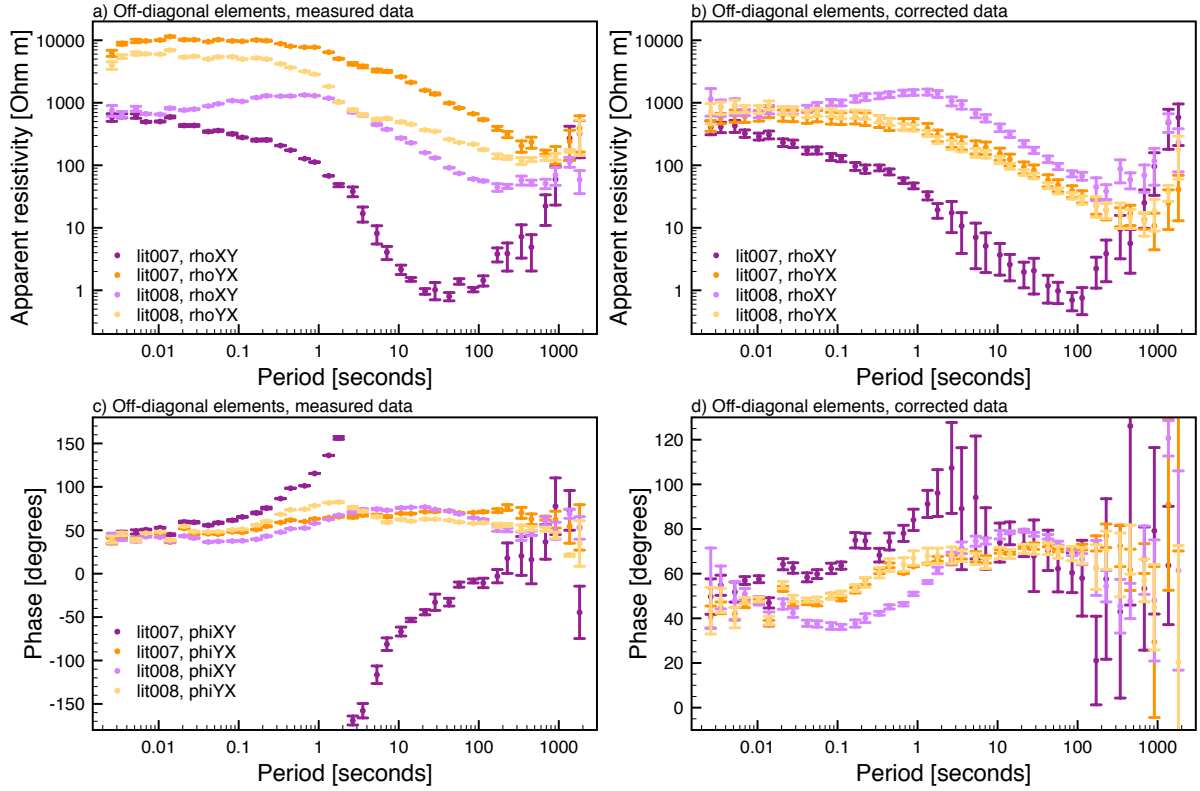 a) Off-diagonal elements, measured data
Apparent resistivity [Ohm m]
10000
1000
100
10
1
lit007, rhoXY
lit007, rhoYX
lit008, rhoXY
lit008, rhoYX
0.01 0.1 1 10 100 1000
Period [seconds]
b) Off-diagonal elements, corrected data
Apparent resistivity [Ohm m]
10000
1000
100
10
1
lit007, rhoXY
lit007, rhoYX
lit008, rhoXY
lit008, rhoYX
0.01 0.1 1 10 100 1000
Period [seconds]
c) Off-diagonal elements, measured data
Phase [degrees]
150
100
50
0
-50
-100
-150
lit007, phiXY
lit007, phiYX
lit008, phiXY
lit008, phiYX
0.01 0.1 1 10 100 1000
Period [seconds]
d) Off-diagonal elements, corrected data
Phase [degrees]
120
100
80
60
40
20
0
0.01 0.1 1 10 100 1000
Period [seconds]